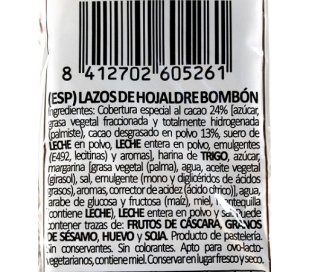 8 412702 605261
(ESP) LAZOS DE HOJALDRE BOMBÓN
Ingredientes: Cobertura especial al cacao 24% [azúcar,
grasa vegetal fraccionada y totalmente hidrogenada
(palmiste), cacao desgrasado en polvo 13%, suero de
LECHE en polvo, LECHE entera en polvo, emulgentes
(E492, lecitinas) y aromas], harina de TRIGO, azúcar,
margarina [grasa vegetal (palma), agua, aceite vegetal
(girasol), sal, emulgente (mono y diglicéridos de ácidos
grasos), aromas, corrector de acidez (ácido cítrico)], agua,
arabe de glucosa y fructosa (maíz), miel, mantequilla
(contiene LECHE), LECHE entera en polvo y sal. Puede
contener trazas de: FRUTOS DE CÁSCARA, GRANOS
DE SÉSAMO, HUEVO y SOJA. Producto de pastelería.
Sin conservantes. Sin colorantes. Apto para ovo-lacto-
vegetarianos, contiene miel. Conservar en lugar fresco y seco.